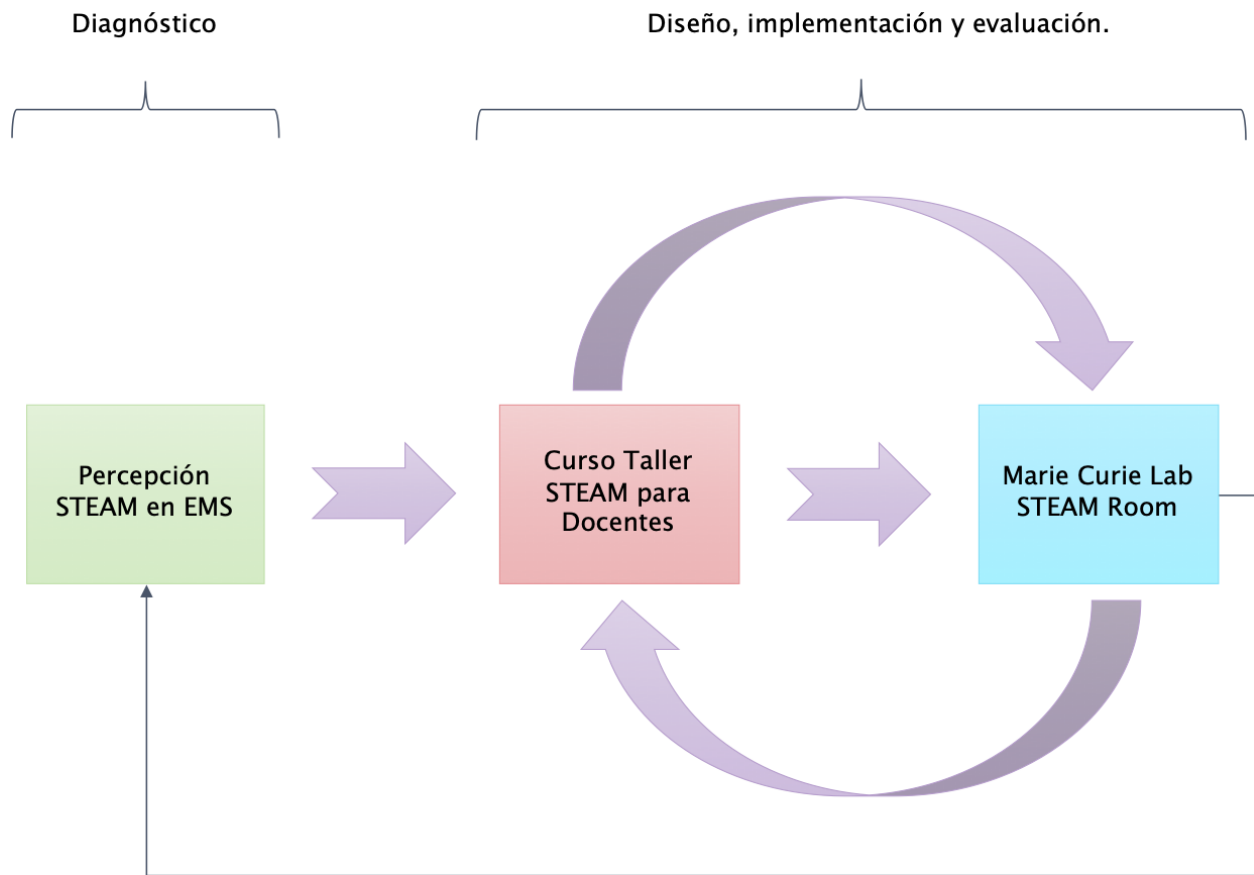 Diagnóstico
Diseño, implementación y evaluación.
Percepción
STEAM en EMS
Curso Taller
STEAM para
Docentes
Marie Curie Lab
STEAM Room